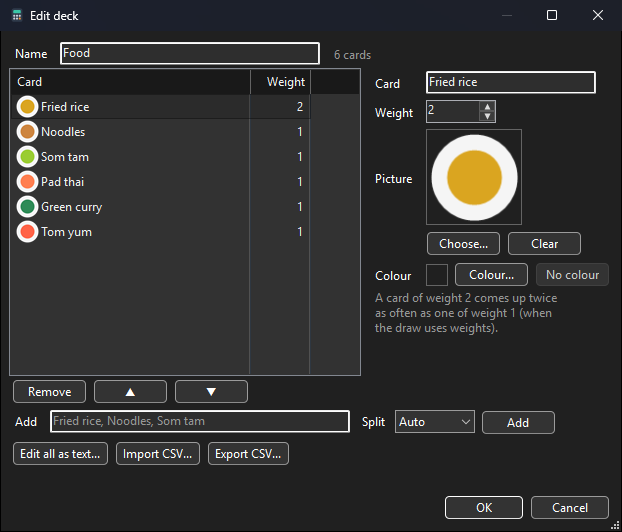 Edit deck
Name Food 6 cards
Card Weight
Fried rice 2
Noodles 1
Som tam 1
Pad thai 1
Green curry 1
Tom yum 1
Card Fried rice
Weight 2
Picture
Choose... Clear
Colour Colour... No colour
A card of weight 2 comes up twice
as often as one of weight 1 (when
the draw uses weights).
Remove ▲ ▼
Add Fried rice, Noodles, Som tam Split Auto Add
Edit all as text... Import CSV... Export CSV...
OK Cancel